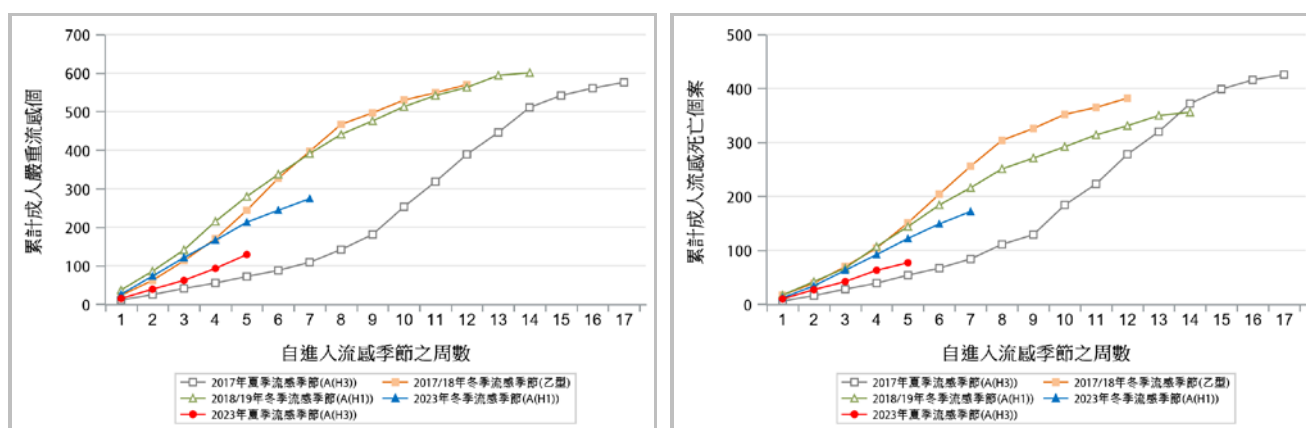 累計成人嚴重流感個
700
600
500
400
300
200
100
0
1 2 3 4 5 6 7 8 9 10 11 12 13 14 15 16 17
自進入流感季節之周數
2017年夏季流感季節(A(H3)) 2017/18年冬季流感季節(乙型)
2018/19年冬季流感季節(A(H1)) 2023年冬季流感季節(A(H1))
2023年夏季流感季節(A(H3))
累計成人流感死亡個案
500
400
300
200
100
0
1 2 3 4 5 6 7 8 9 10 11 12 13 14 15 16 17
自進入流感季節之周數
2017年夏季流感季節(A(H3)) 2017/18年冬季流感季節(乙型)
2018/19年冬季流感季節(A(H1)) 2023年冬季流感季節(A(H1))
2023年夏季流感季節(A(H3))